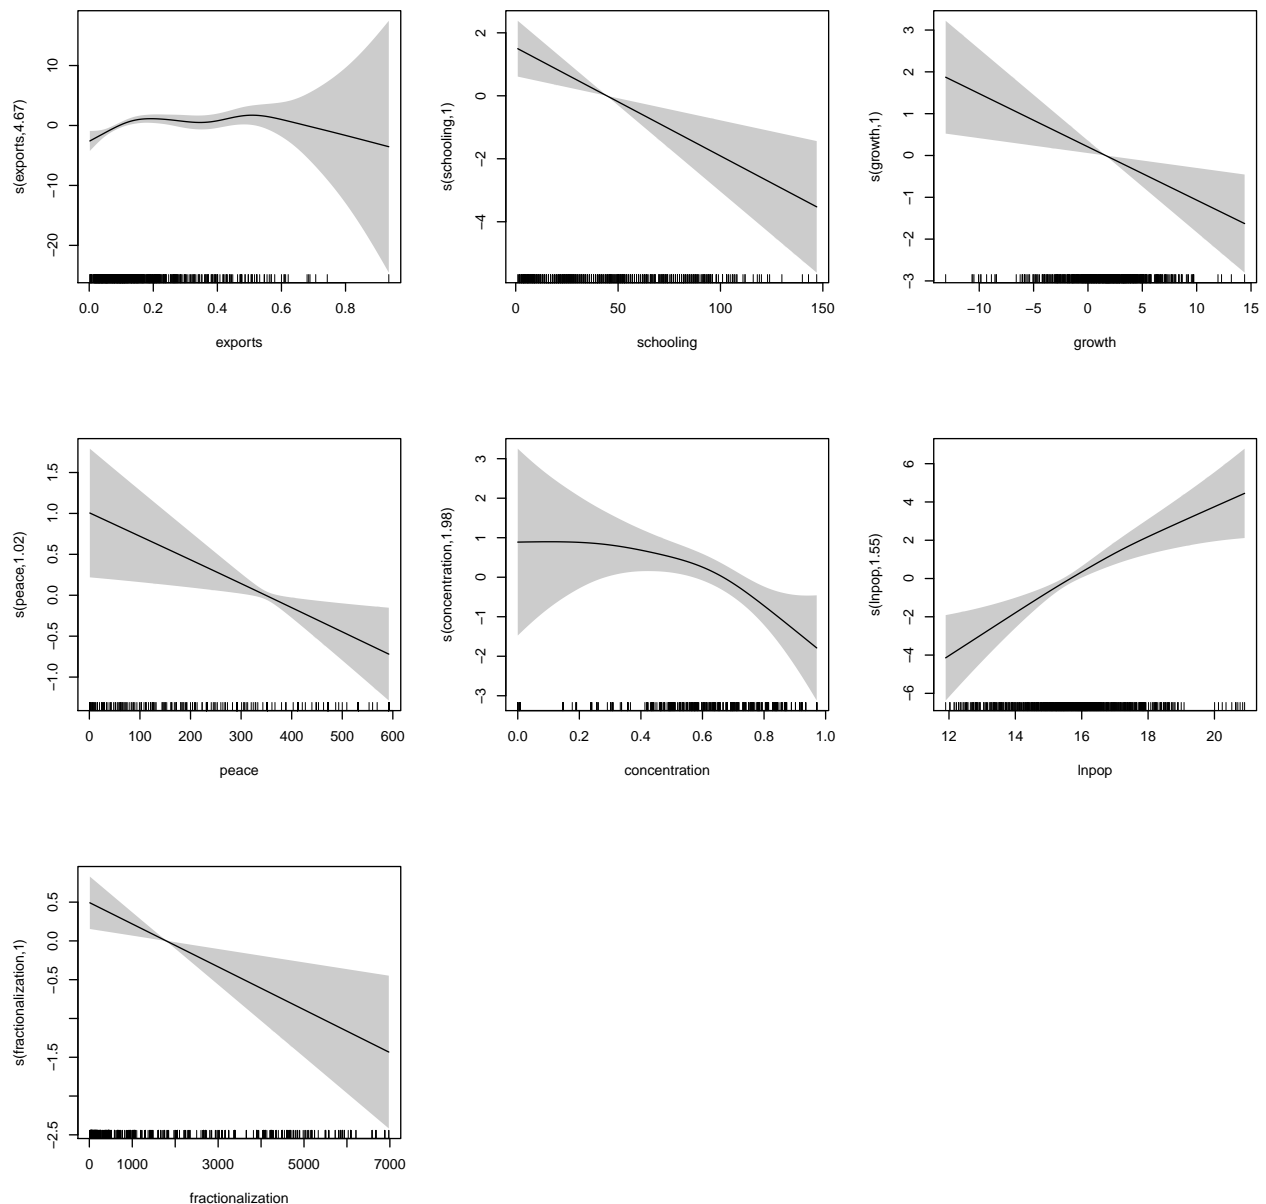 s(exports,4.67)
10
0
−10
−20
0.0 0.2 0.4 0.6 0.8
exports
s(schooling,1)
2
0
−2
−4
0 50 100 150
schooling
s(growth,1)
3
2
1
0
−1
−2
−3
−10 −5 0 5 10 15
growth
s(peace,1.02)
1.5
1.0
0.5
0.0
−0.5
−1.0
0 100 200 300 400 500 600
peace
s(concentration,1.98)
3
2
1
0
−1
−2
−3
0.0 0.2 0.4 0.6 0.8 1.0
concentration
s(lnpop,1.55)
6
4
2
0
−2
−4
−6
12 14 16 18 20
lnpop
s(fractionalization,1)
0.5
0.0
−0.5
−1.5
−2.5
0 1000 3000 5000 7000
fractionalization